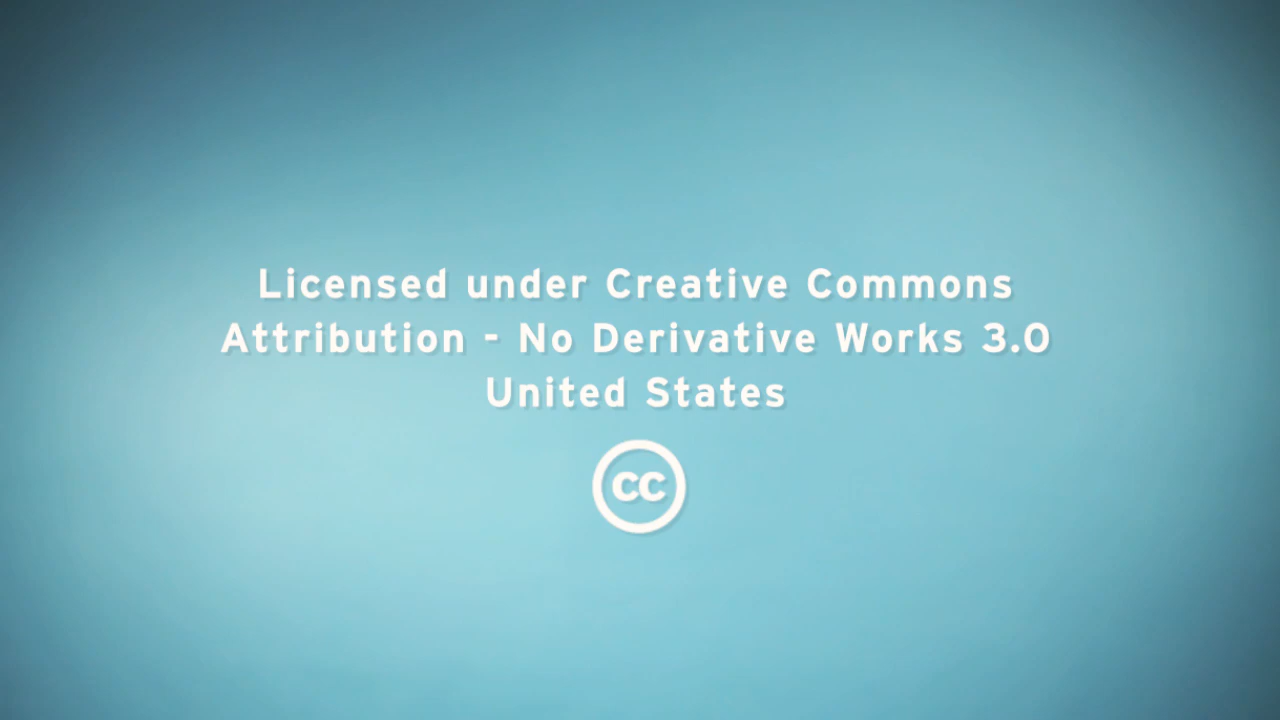 Licensed under Creative Commons
Attribution - No Derivative Works 3.0
United States
cc